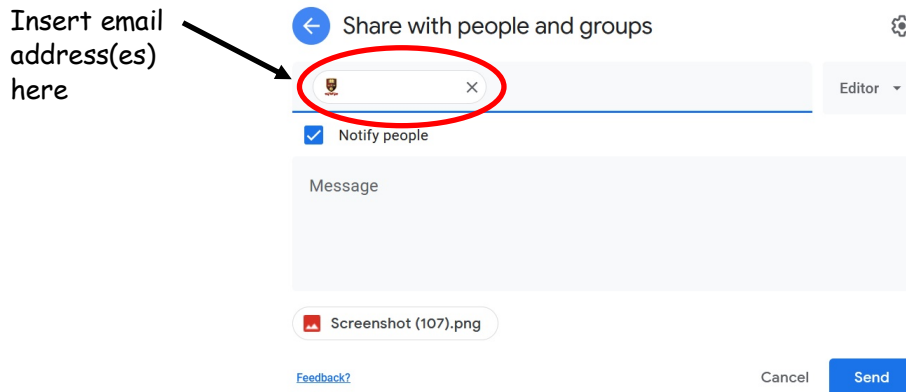 Insert email
address(es)
here
Share with people and groups
Editor
Notify people
Message
Screenshot (107).png
Feedback?
Cancel
Send